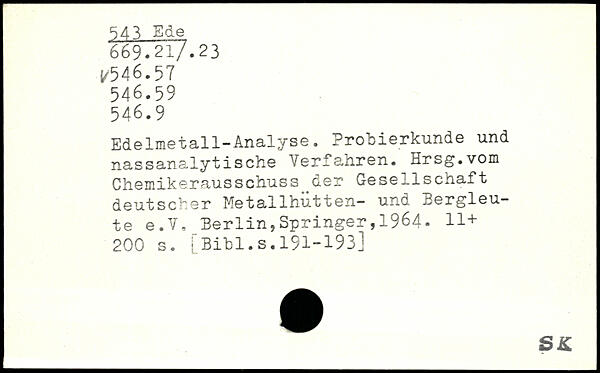 543 Ede
669.21/.23
√546.57
546.59
546.9
Edelmetall-Analyse. Probierkunde und
nassanalytische Verfahren. Hrsg.vom
Chemikerausschuss der Gesellschaft
deutscher Metallhütten- und Bergleu-
te e.V. Berlin,Springer,1964. 11+
200 s. [Bibl.s.191-193]
SK